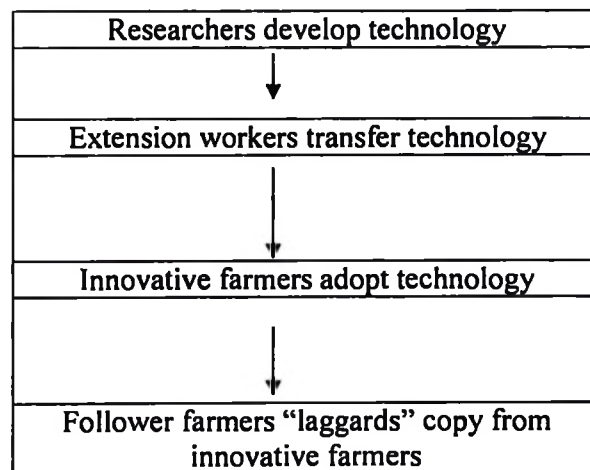 Researchers develop technology
Extension workers transfer technology
Innovative farmers adopt technology
Follower farmers “laggards” copy from
innovative farmers